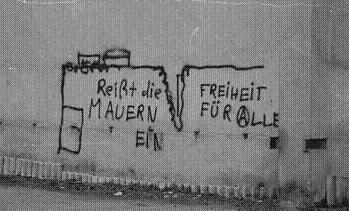 Reißt die
MAUERN
EIN
FREIHEIT
FÜR ALLE